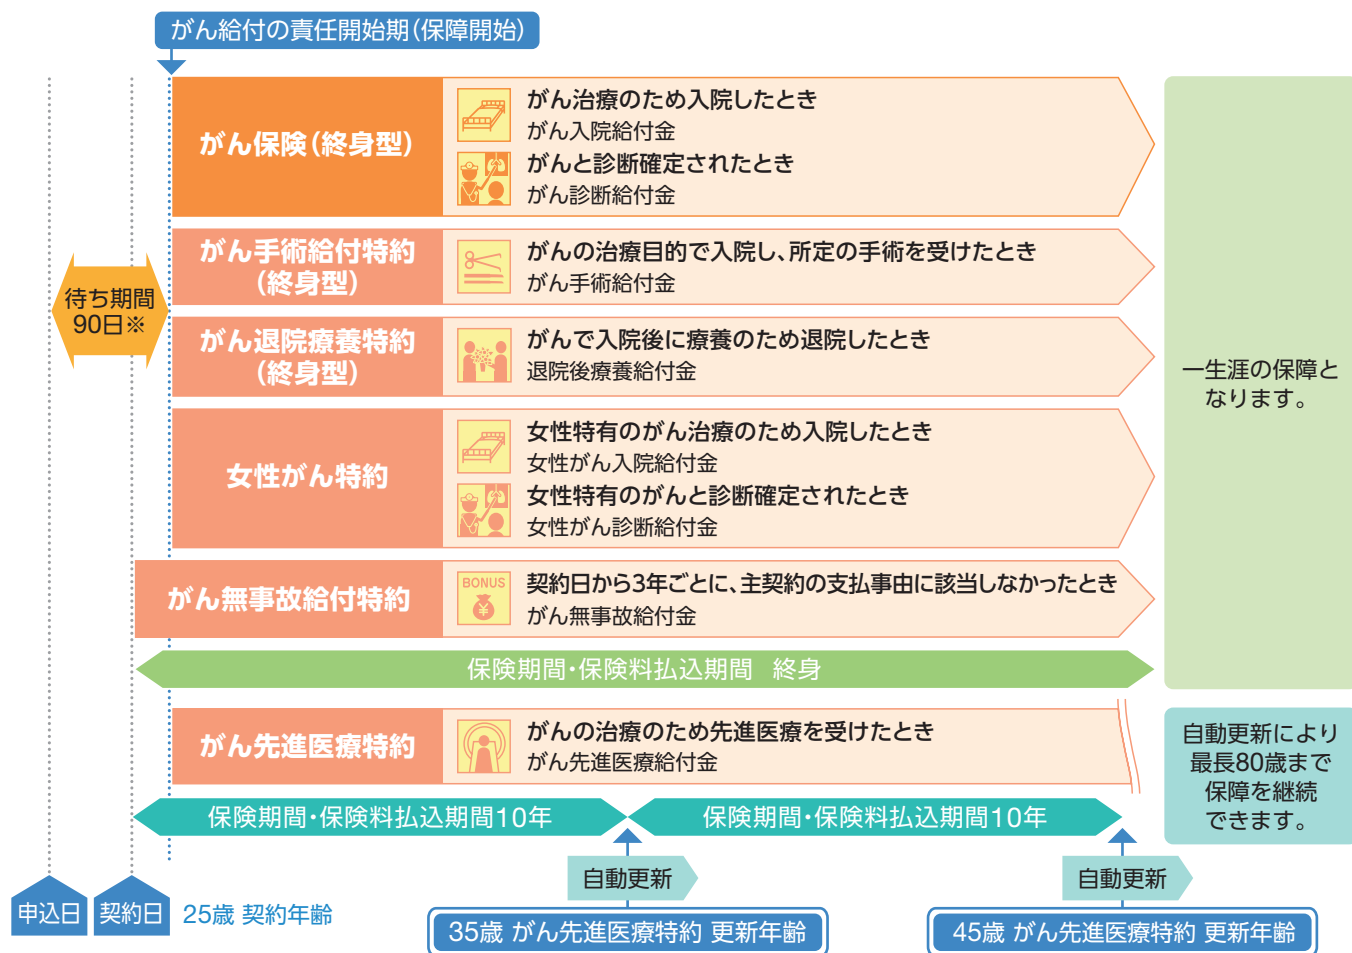 がん給付の責任開始期(保障開始)
がん保険(終身型)
がん治療のため入院したとき
がん入院給付金
がんと診断確定されたとき
がん診断給付金
がん手術給付特約
(終身型)
がんの治療目的で入院し、所定の手術を受けたとき
がん手術給付金
待ち期間
90日※
がん退院療養特約
(終身型)
がんで入院後に療養のため退院したとき
退院後療養給付金
女性がん特約
女性特有のがん治療のため入院したとき
女性がん入院給付金
女性特有のがんと診断確定されたとき
女性がん診断給付金
がん無事故給付特約
BONUS
¥
契約日から3年ごとに、主契約の支払事由に該当しなかったとき
がん無事故給付金
保険期間・保険料払込期間 終身
一生涯の保障と
なります。
がん先進医療特約
がんの治療のため先進医療を受けたとき
がん先進医療給付金
自動更新により
最長80歳まで
保障を継続
できます。
保険期間・保険料払込期間10年
保険期間・保険料払込期間10年
自動更新
自動更新
申込日
契約日
25歳 契約年齢
35歳 がん先進医療特約 更新年齢
45歳 がん先進医療特約 更新年齢